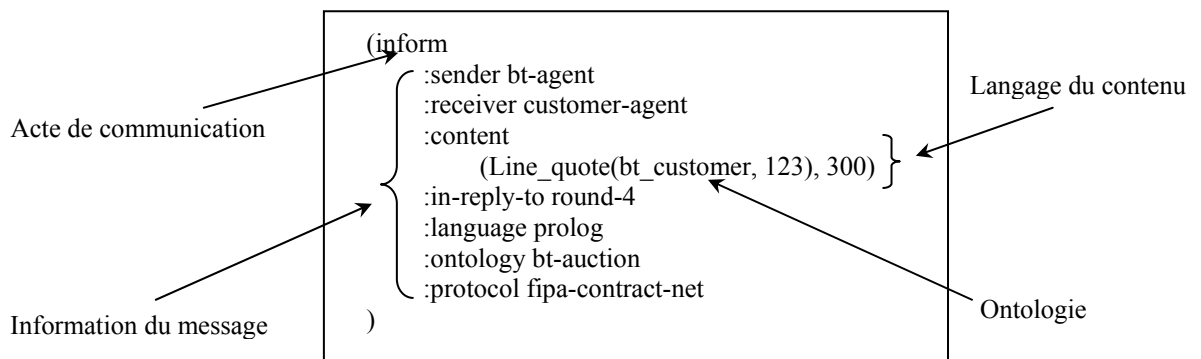 (inform
:sender bt-agent
:receiver customer-agent
:content
(Line_quote(bt_customer, 123), 300)
:in-reply-to round-4
:language prolog
:ontology bt-auction
:protocol fipa-contract-net
)
Acte de communication
Information du message
Langage du contenu
Ontologie